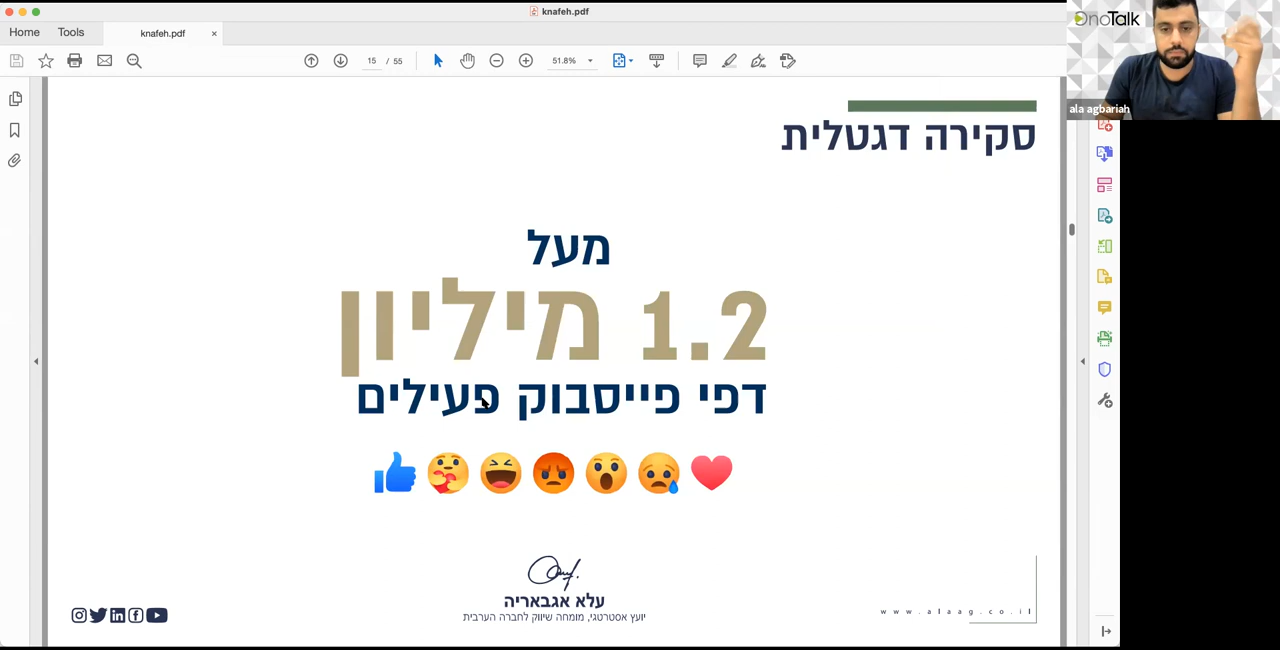 knafeh.pdf
Home Tools knafeh.pdf ×
15 / 55 51.8%
OnoTalk
ala agbariah
סקירה דגטלית
מעל
1.2 מיליון
דפי פייסבוק פעילים
עלא אגבאריה
יועץ אסטרטגי, מומחה שיווק לחברה הערבית
www.alaag.co.il